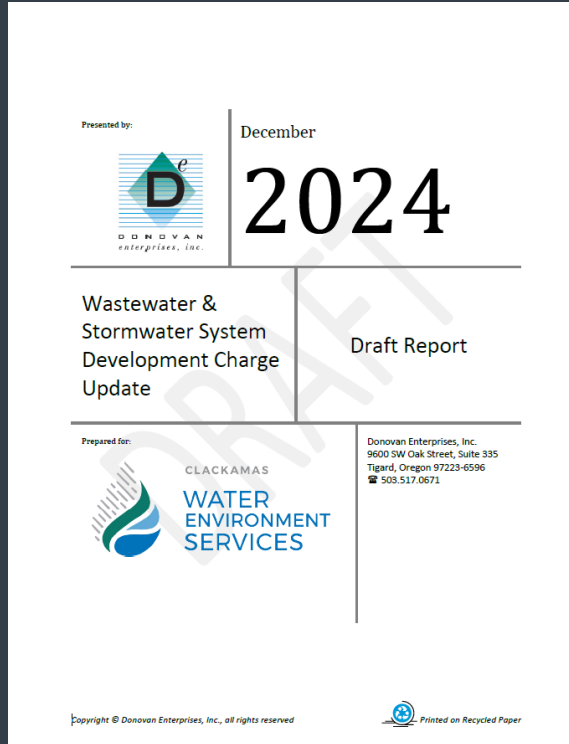 Presented by:
December
2024
e
D
DONOVAN
enterprises, inc.
Wastewater &
Stormwater System
Development Charge
Update
Draft Report
DRAFT
Prepared for:
CLACKAMAS
WATER
ENVIRONMENT
SERVICES
Donovan Enterprises, Inc.
9600 SW Oak Street, Suite 335
Tigard, Oregon 97223-6596
☎ 503.517.0671
Copyright © Donovan Enterprises, Inc., all rights reserved
Printed on Recycled Paper